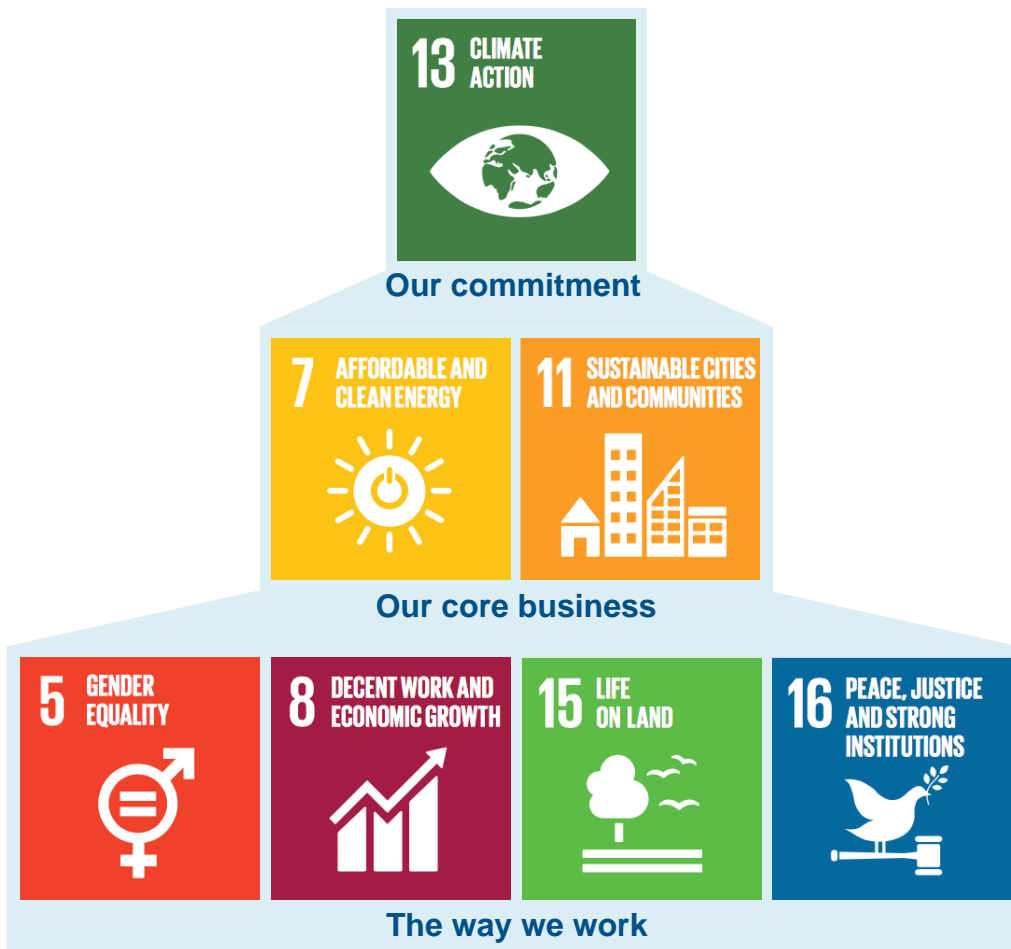 13 CLIMATE
ACTION
Our commitment
7 AFFORDABLE AND
CLEAN ENERGY
11 SUSTAINABLE CITIES
AND COMMUNITIES
Our core business
5 GENDER
EQUALITY
8 DECENT WORK AND
ECONOMIC GROWTH
15 LIFE
ON LAND
16 PEACE, JUSTICE
AND STRONG
INSTITUTIONS
The way we work